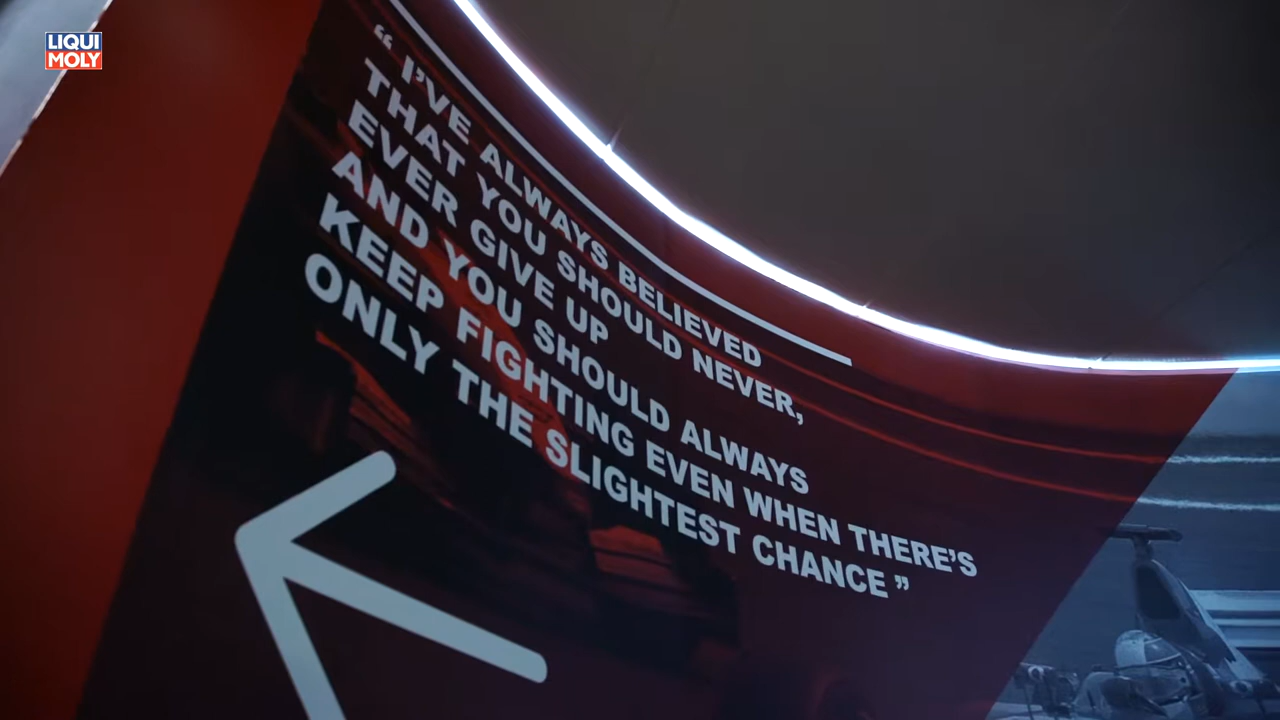 LIQUI
MOLY
“ I’VE ALWAYS BELIEVED
THAT YOU SHOULD NEVER,
EVER GIVE UP
AND YOU SHOULD ALWAYS
KEEP FIGHTING EVEN WHEN THERE’S
ONLY THE SLIGHTEST CHANCE ”